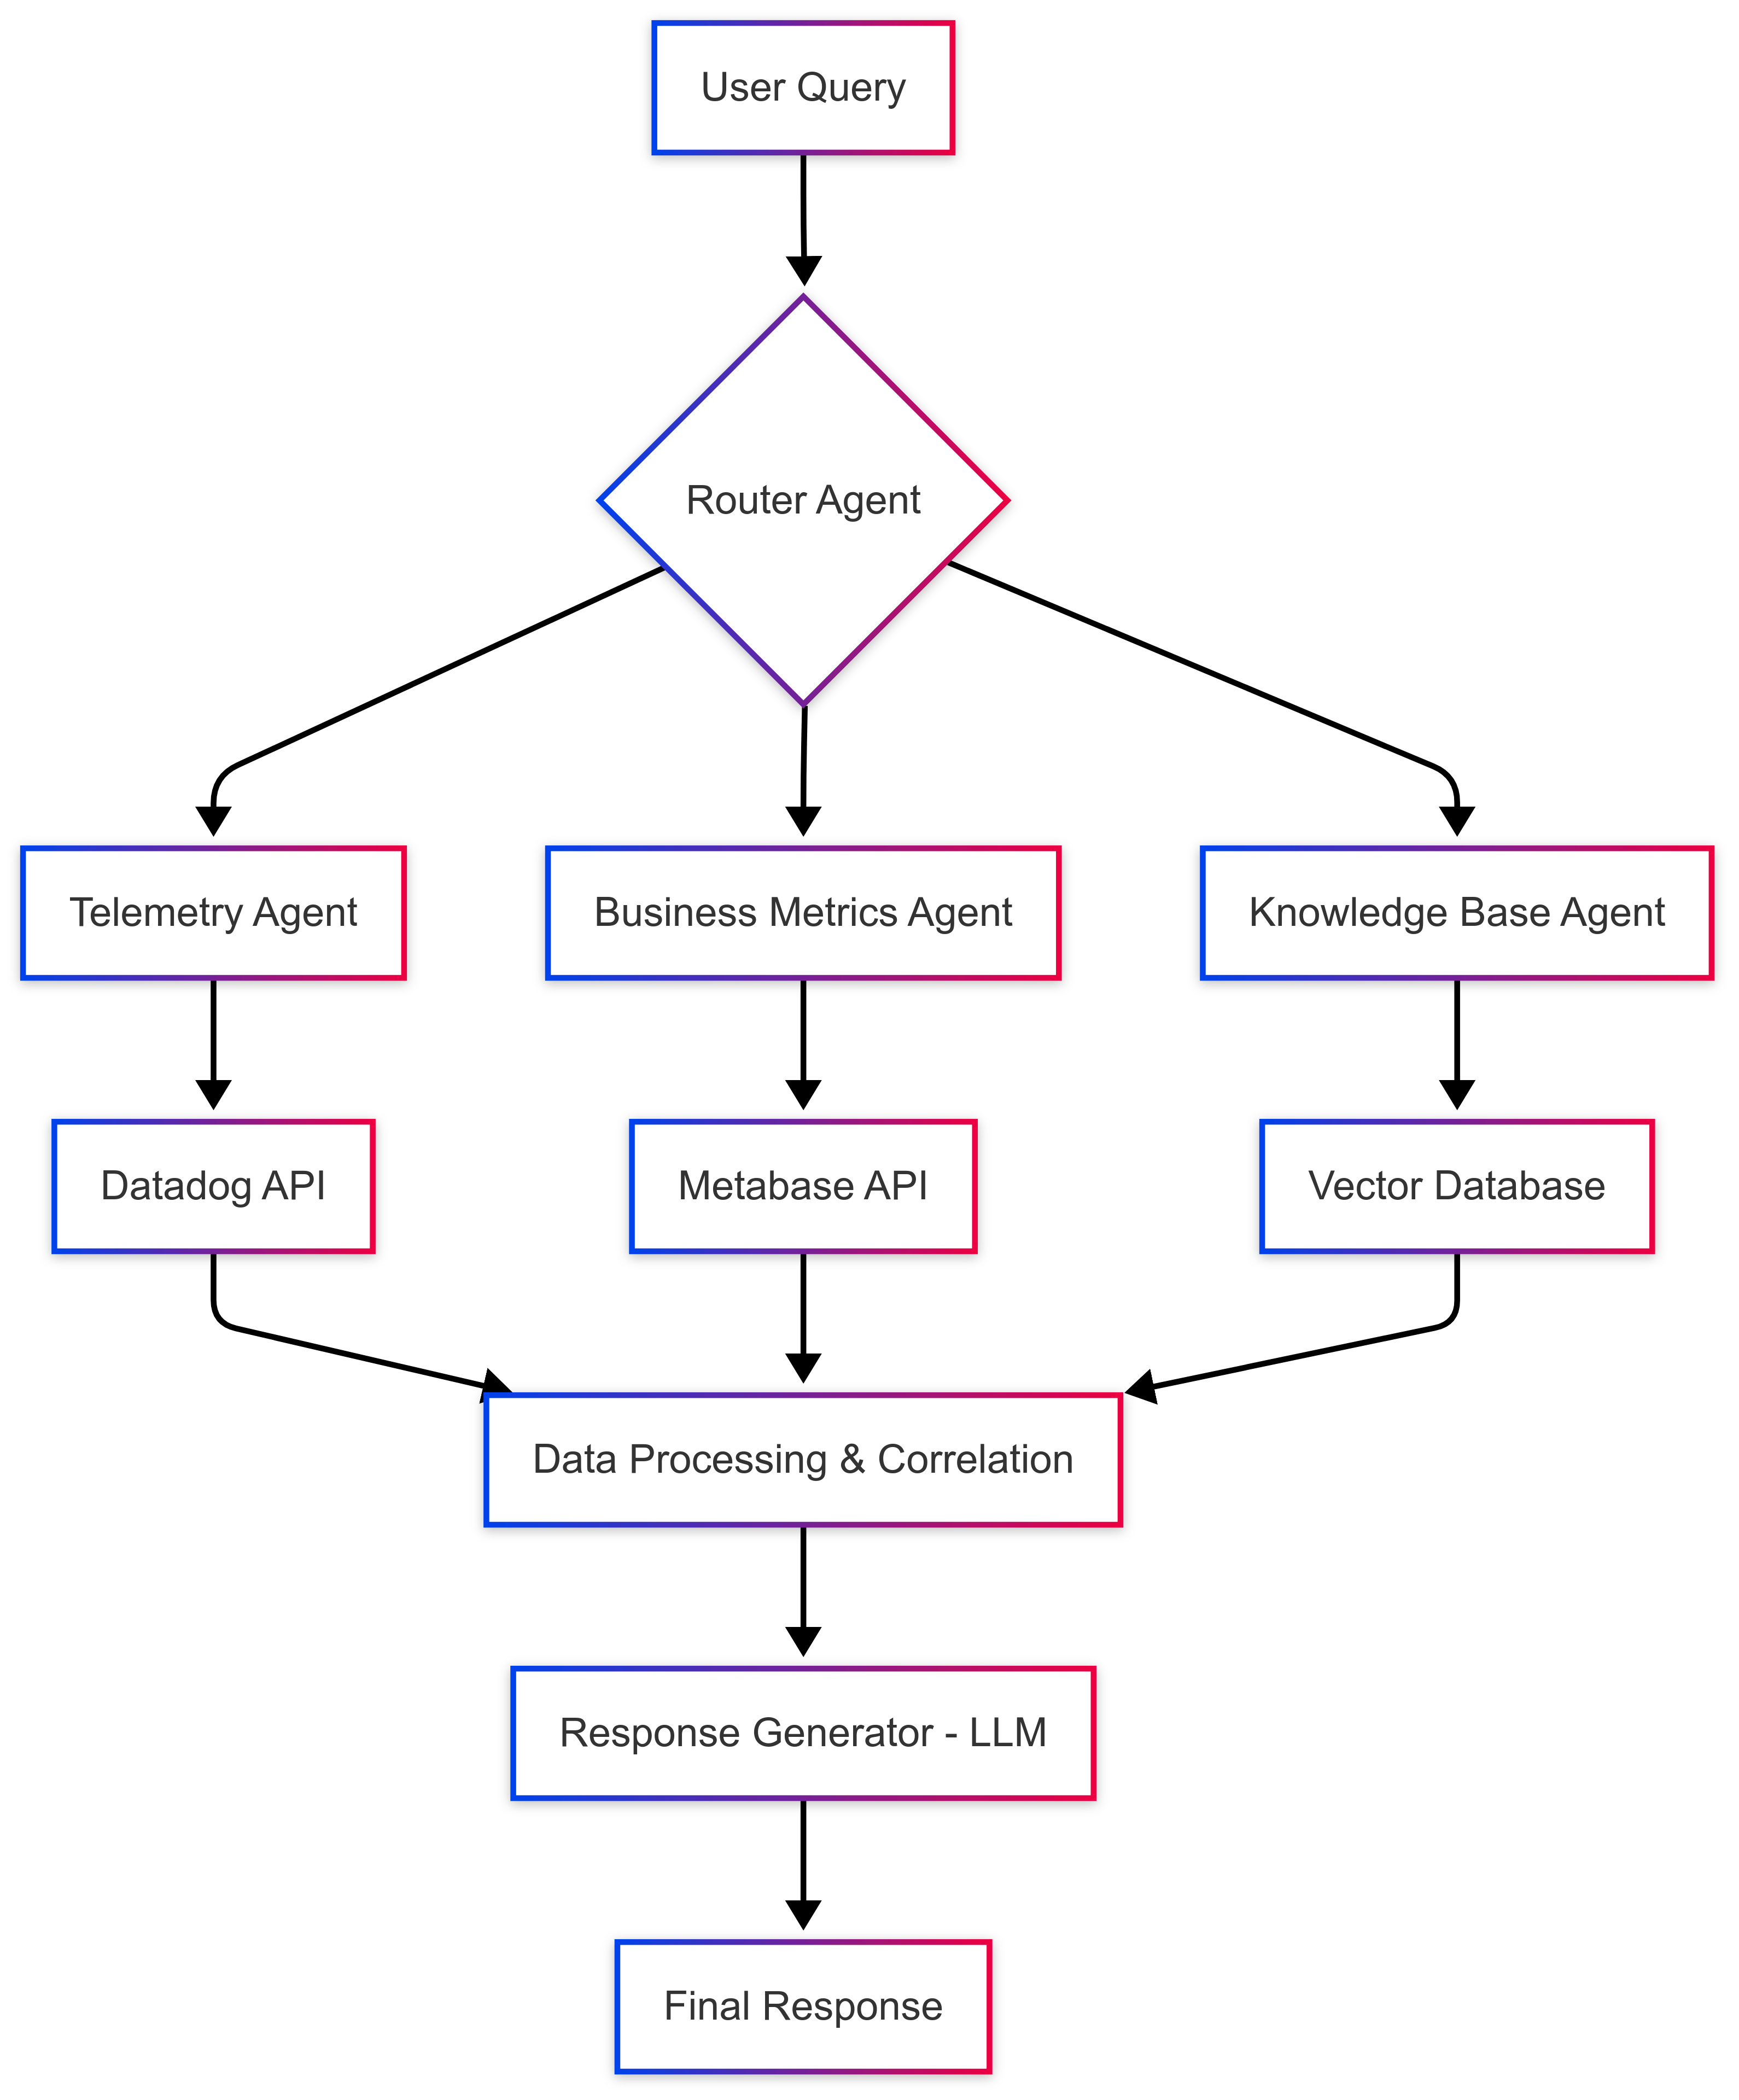 User Query
Router Agent
Telemetry Agent
Business Metrics Agent
Knowledge Base Agent
Datadog API
Metabase API
Vector Database
Data Processing & Correlation
Response Generator - LLM
Final Response